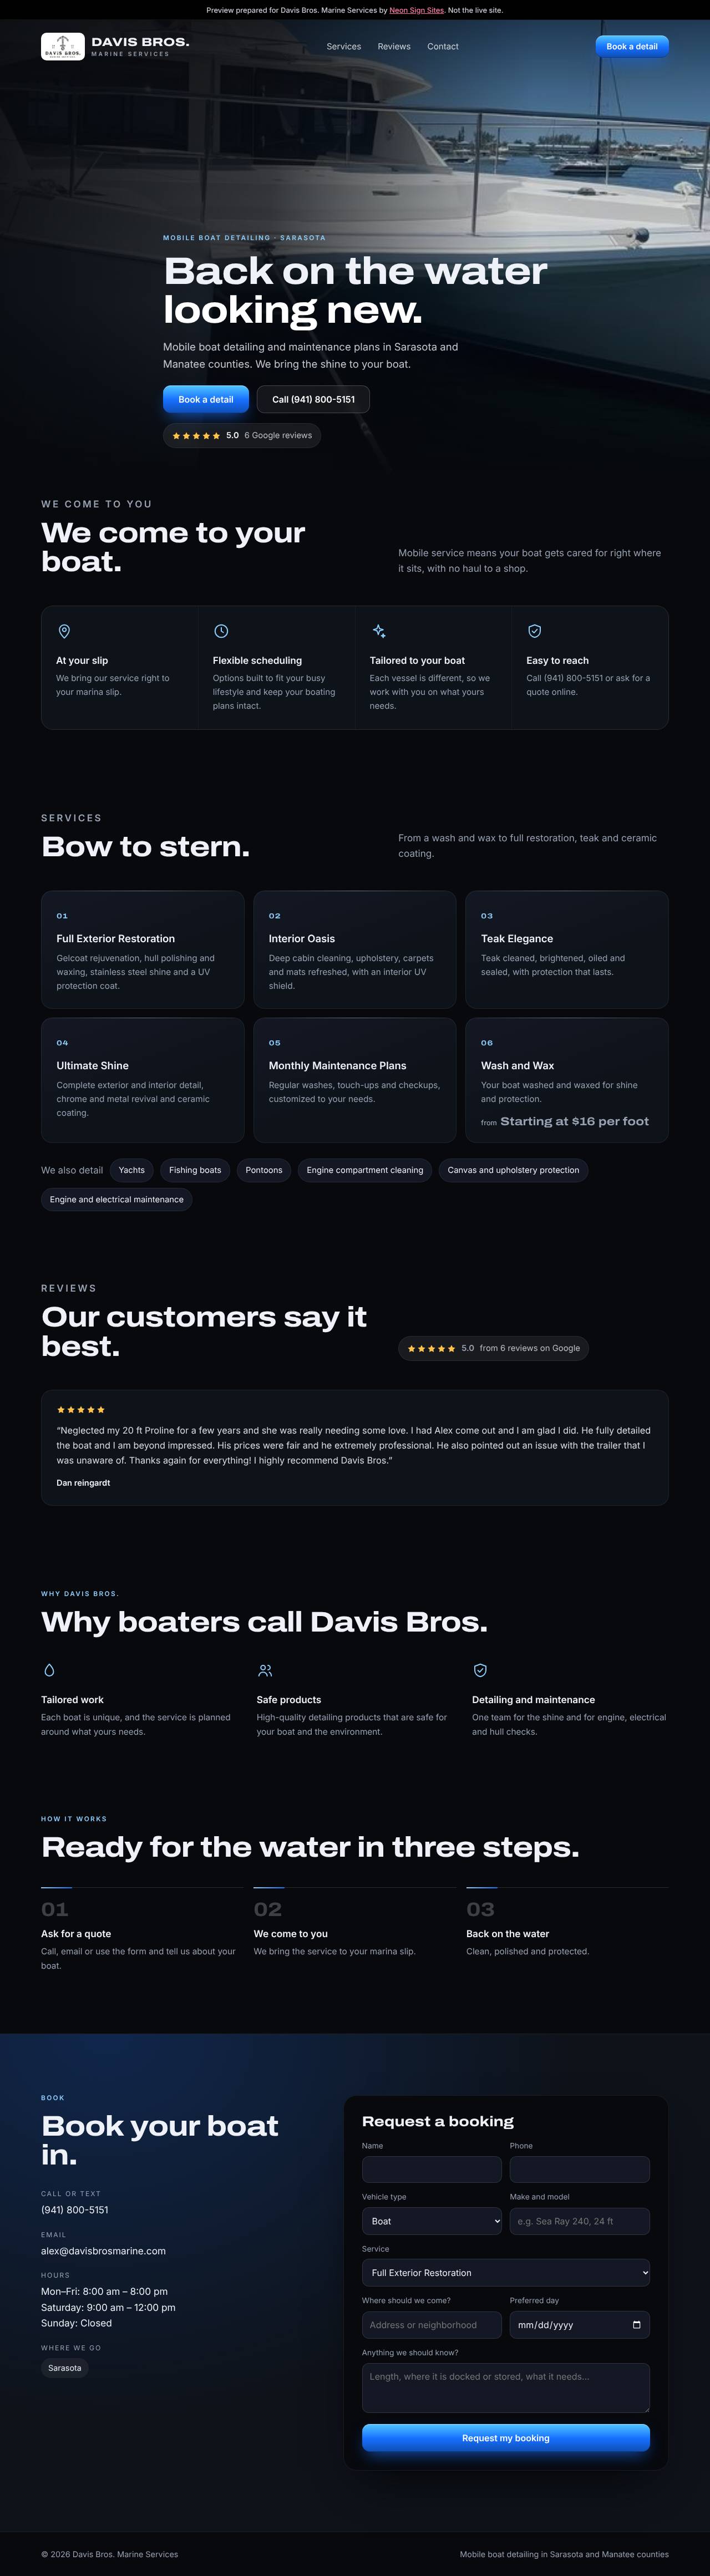 Preview prepared for Davis Bros. Marine Services by Neon Sign Sites. Not the live site.
DAVIS BROS.
DAVIS BROS.
MARINE SERVICES
Services
Reviews
Contact
Book a detail
MOBILE BOAT DETAILING · SARASOTA
Back on the water
looking new.
Mobile boat detailing and maintenance plans in Sarasota and
Manatee counties. We bring the shine to your boat.
Book a detail
Call (941) 800-5151
5.0 6 Google reviews
WE COME TO YOU
We come to your
boat.
Mobile service means your boat gets cared for right where
it sits, with no haul to a shop.
At your slip
We bring our service right to
your marina slip.
Flexible scheduling
Options built to fit your busy
lifestyle and keep your boating
plans intact.
Tailored to your boat
Each vessel is different, so we
work with you on what yours
needs.
Easy to reach
Call (941) 800-5151 or ask for a
quote online.
SERVICES
Bow to stern.
From a wash and wax to full restoration, teak and ceramic
coating.
01
Full Exterior Restoration
Gelcoat rejuvenation, hull polishing and
waxing, stainless steel shine and a UV
protection coat.
02
Interior Oasis
Deep cabin cleaning, upholstery, carpets
and mats refreshed, with an interior UV
shield.
03
Teak Elegance
Teak cleaned, brightened, oiled and
sealed, with protection that lasts.
04
Ultimate Shine
Complete exterior and interior detail,
chrome and metal revival and ceramic
coating.
05
Monthly Maintenance Plans
Regular washes, touch-ups and checkups,
customized to your needs.
06
Wash and Wax
Your boat washed and waxed for shine
and protection.
from Starting at $16 per foot
We also detail
Yachts
Fishing boats
Pontoons
Engine compartment cleaning
Canvas and upholstery protection
Engine and electrical maintenance
REVIEWS
Our customers say it
best.
5.0 from 6 reviews on Google
“Neglected my 20 ft Proline for a few years and she was really needing some love. I had Alex come out and I am glad I did. He fully detailed
the boat and I am beyond impressed. His prices were fair and he extremely professional. He also pointed out an issue with the trailer that I
was unaware of. Thanks again for everything! I highly recommend Davis Bros.”
Dan reingardt
WHY DAVIS BROS.
Why boaters call Davis Bros.
Tailored work
Each boat is unique, and the service is planned
around what yours needs.
Safe products
High-quality detailing products that are safe for
your boat and the environment.
Detailing and maintenance
One team for the shine and for engine, electrical
and hull checks.
HOW IT WORKS
Ready for the water in three steps.
01
Ask for a quote
Call, email or use the form and tell us about your
boat.
02
We come to you
We bring the service to your marina slip.
03
Back on the water
Clean, polished and protected.
BOOK
Book your boat
in.
CALL OR TEXT
(941) 800-5151
EMAIL
alex@davisbrosmarine.com
HOURS
Mon–Fri: 8:00 am – 8:00 pm
Saturday: 9:00 am – 12:00 pm
Sunday: Closed
WHERE WE GO
Sarasota
Request a booking
Name
Phone
Vehicle type
Make and model
Boat
e.g. Sea Ray 240, 24 ft
Service
Full Exterior Restoration
Where should we come?
Preferred day
Address or neighborhood
mm/dd/yyyy
Anything we should know?
Length, where it is docked or stored, what it needs...
Request my booking
© 2026 Davis Bros. Marine Services
Mobile boat detailing in Sarasota and Manatee counties